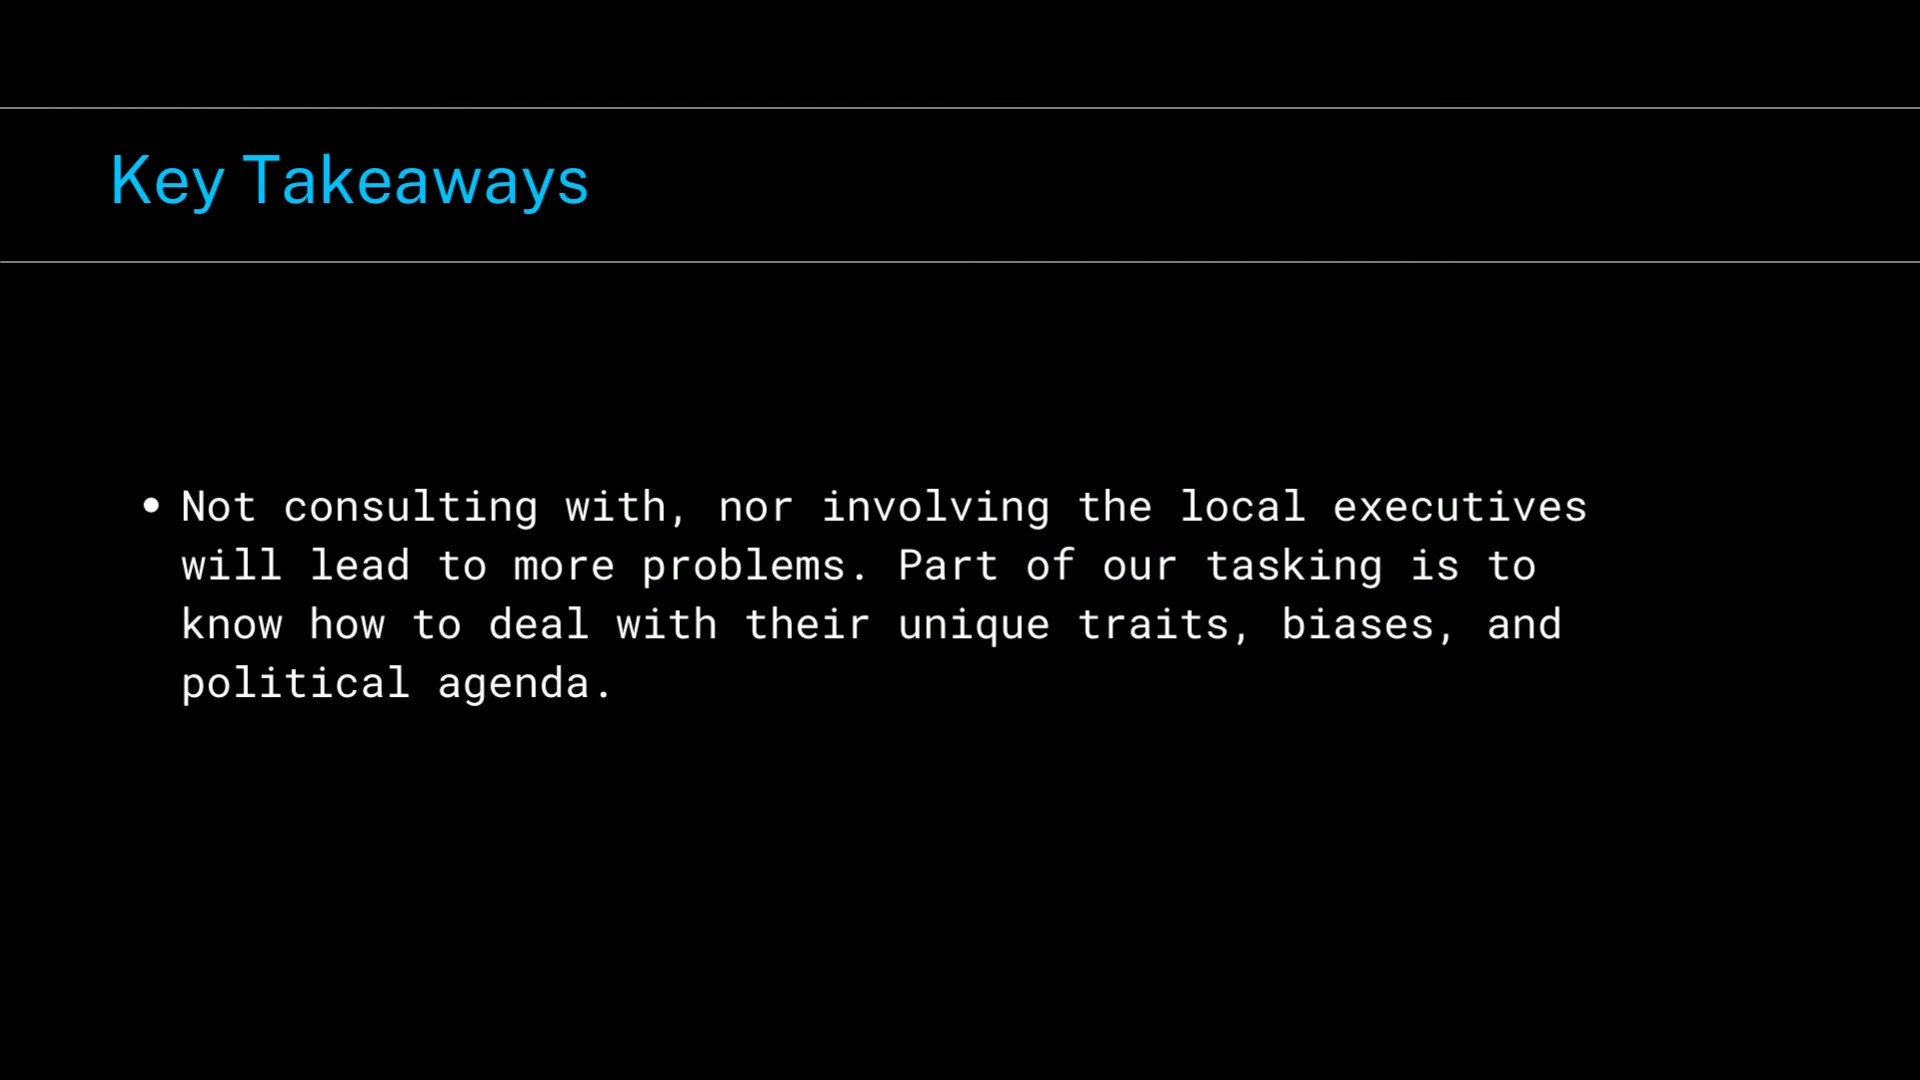 Key Takeaways
• Not consulting with, nor involving the local executives
will lead to more problems. Part of our tasking is to
know how to deal with their unique traits, biases, and
political agenda.